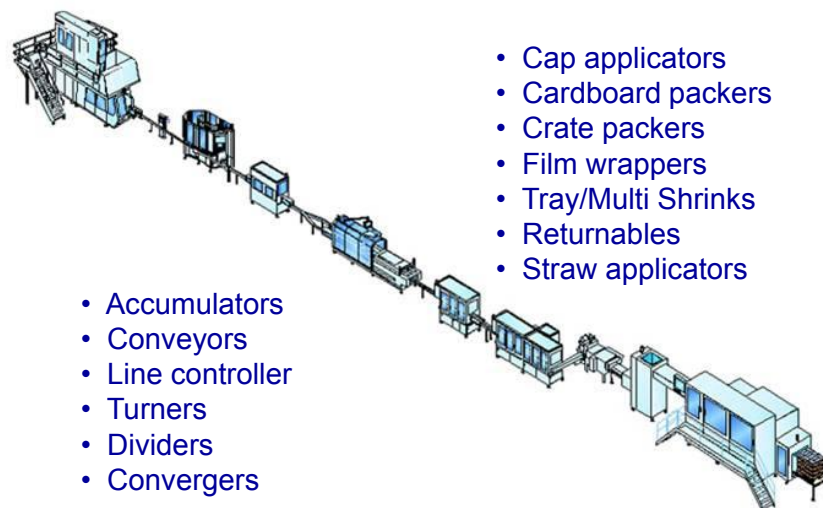 • Cap applicators
• Cardboard packers
• Crate packers
• Film wrappers
• Tray/Multi Shrinks
• Returnables
• Straw applicators
• Accumulators
• Conveyors
• Line controller
• Turners
• Dividers
• Convergers